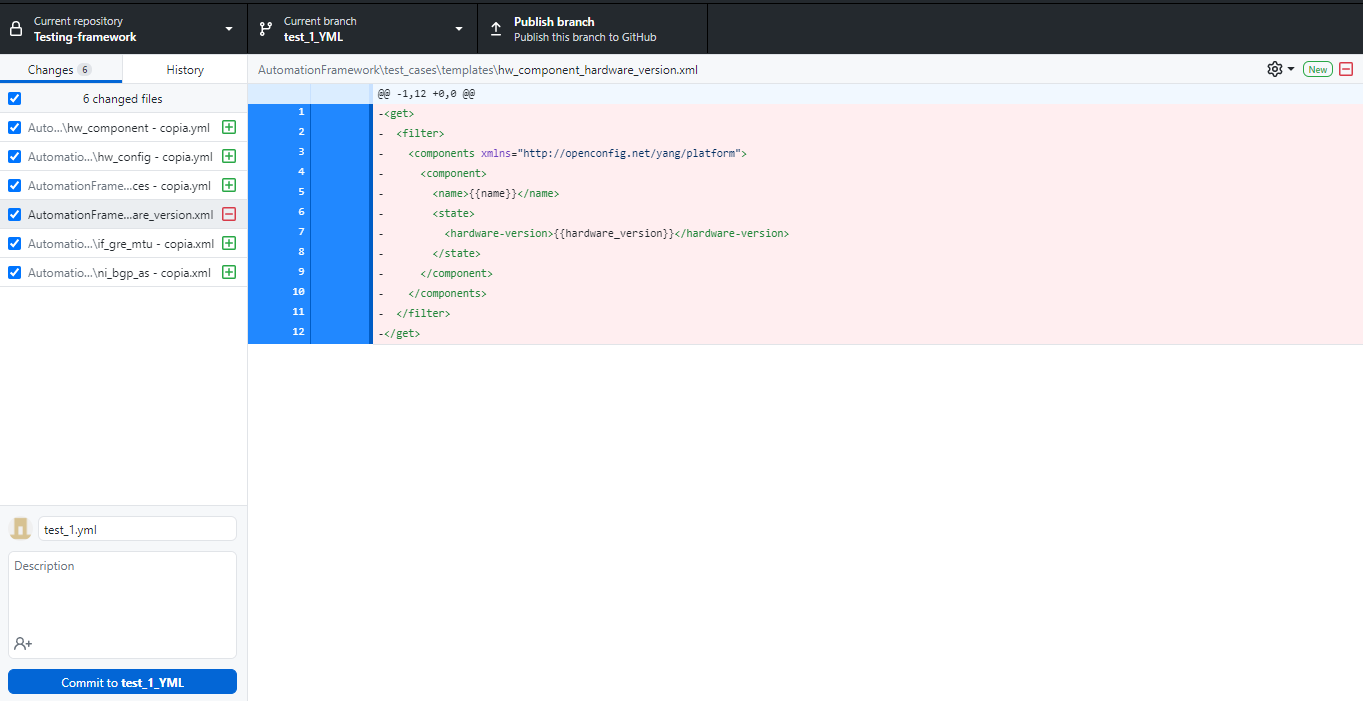 Current repository
Testing-framework
Current branch
test_1_YML
Publish branch
Publish this branch to GitHub
Changes 6
History
AutomationFramework\test_cases\templates\hw_component_hardware_version.xml
New
6 changed files
Auto...\hw_component - copia.yml
Automatio...\hw_config - copia.yml
AutomationFrame...ces - copia.yml
AutomationFrame...are_version.xml
Automatio...\if_gre_mtu - copia.xml
Automatio...\ni_bgp_as - copia.xml
@@ -1,12 +0,0 @@
1 -<get>
2 -  <filter>
3 -    <components xmlns="http://openconfig.net/yang/platform">
4 -      <component>
5 -        <name>{{name}}</name>
6 -        <state>
7 -          <hardware-version>{{hardware_version}}</hardware-version>
8 -        </state>
9 -      </component>
10 -    </components>
11 -  </filter>
12 -</get>
test_1.yml
Description
Commit to test_1_YML